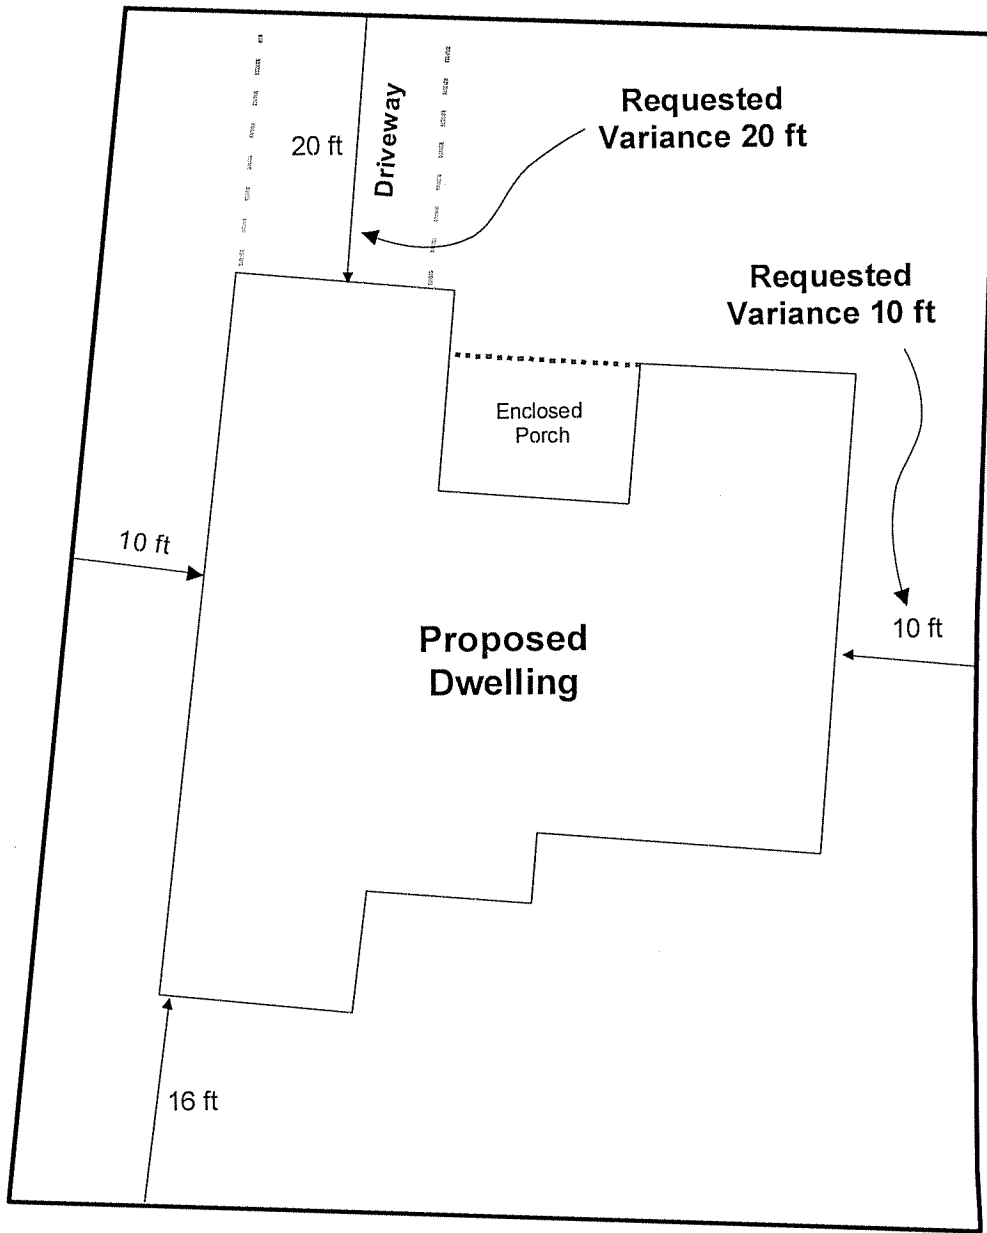 Requested
Variance 20 ft
20 ft
Driveway
Requested
Variance 10 ft
Enclosed
Porch
10 ft
10 ft
Proposed
Dwelling
16 ft